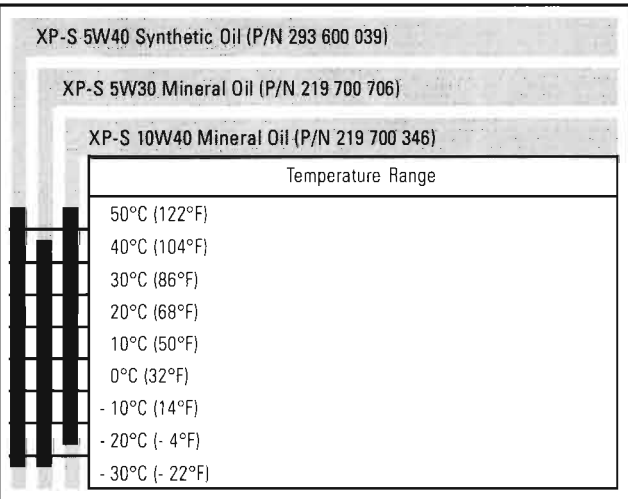 XP-S 5W40 Synthetic Oil (P/N 293 600 039)
XP-S 5W30 Mineral Oil (P/N 219 700 706)
XP-S 10W40 Mineral Oil (P/N 219 700 346)
Temperature Range
50°C (122°F)
40°C (104°F)
30°C (86°F)
20°C (68°F)
10°C (50°F)
0°C (32°F)
- 10°C (14°F)
- 20°C (- 4°F)
- 30°C (- 22°F)